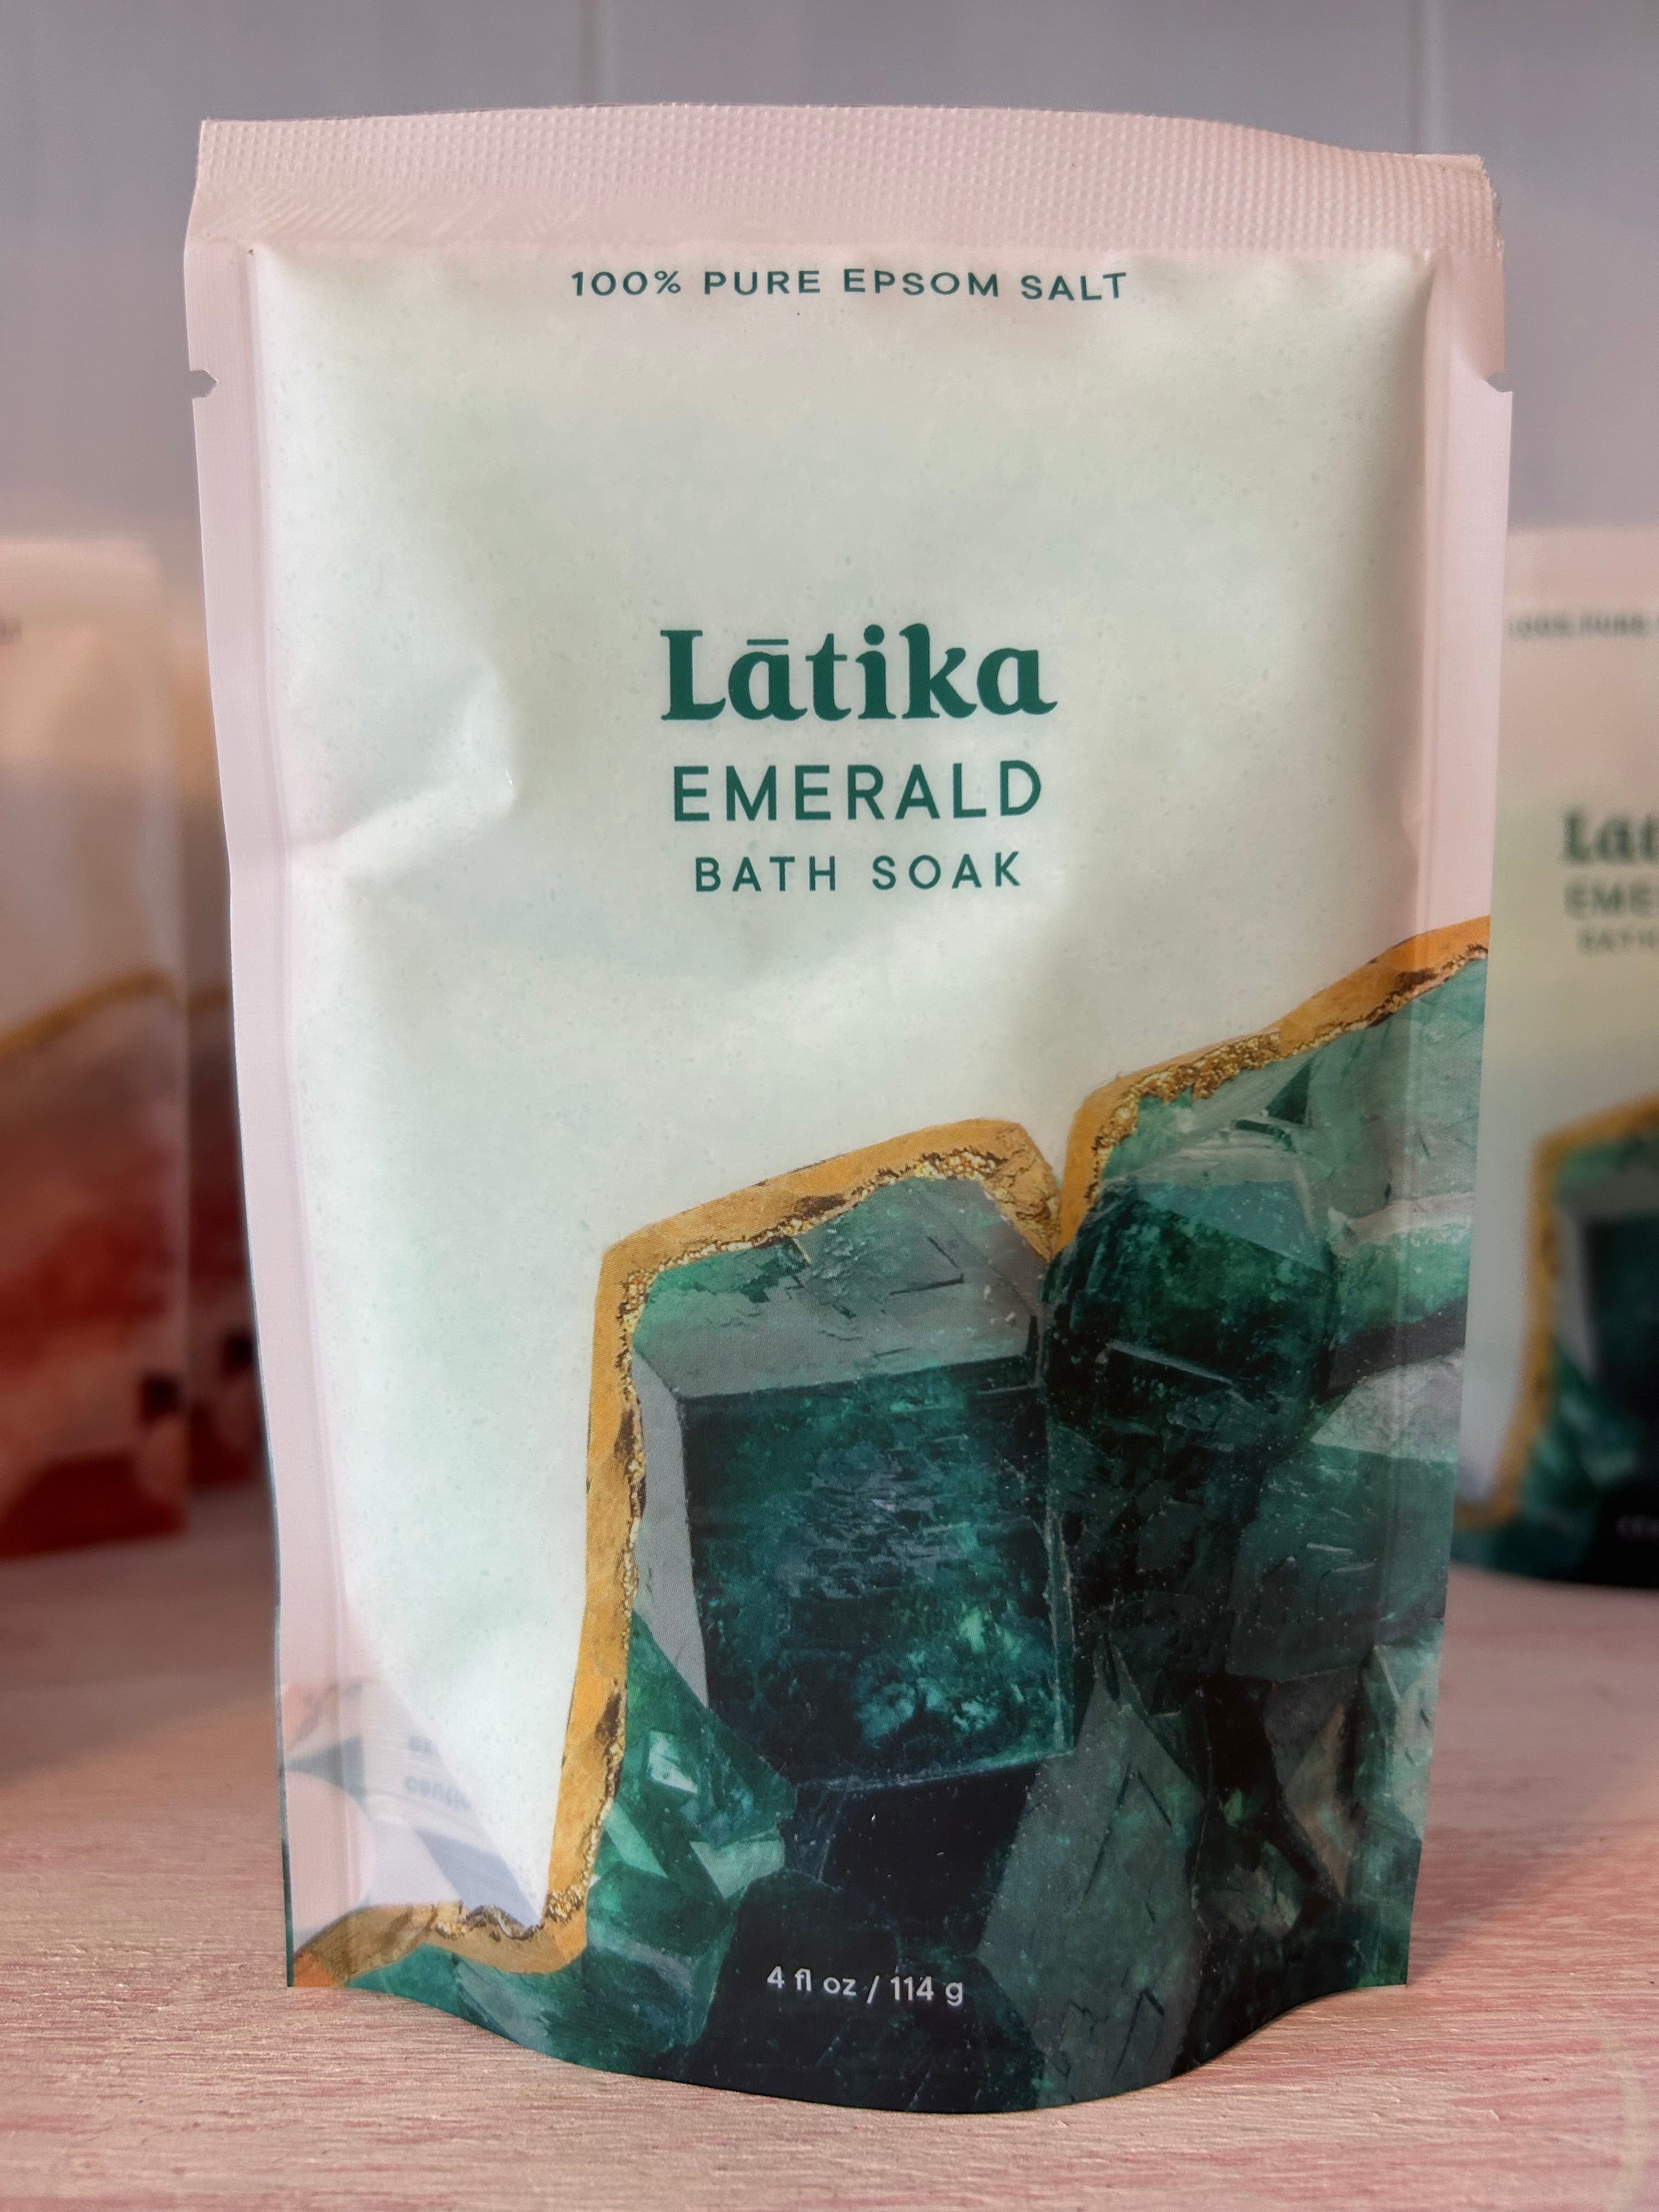 100% PURE EPSOM SALT
Lātika
EMERALD
BATH SOAK
4 fl oz / 114 g